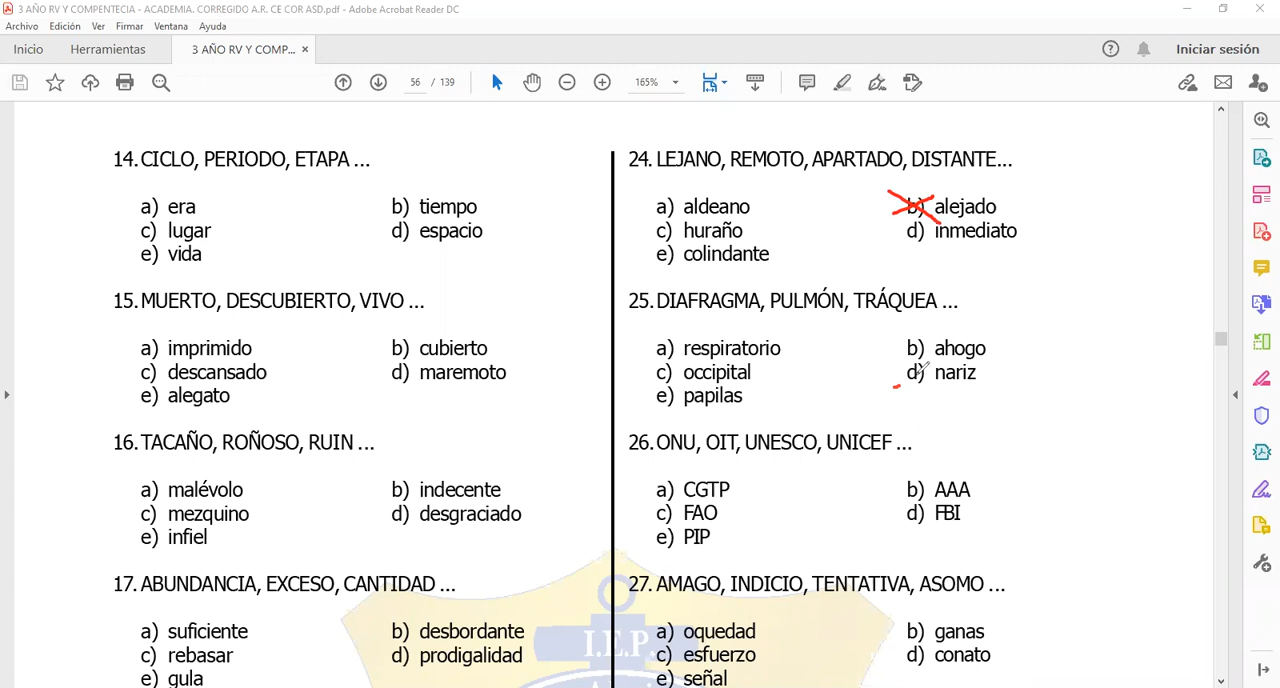 3 AÑO RV Y COMPENTECIA - ACADEMIA. CORREGIDO A.R. CE COR ASD.pdf - Adobe Acrobat Reader DC
Archivo Edición Ver Firmar Ventana Ayuda
Inicio Herramientas 3 AÑO RV Y COMP... × Iniciar sesión
56 / 139 165%
14. CICLO, PERIODO, ETAPA ...
a) era b) tiempo
c) lugar d) espacio
e) vida
15. MUERTO, DESCUBIERTO, VIVO ...
a) imprimido b) cubierto
c) descansado d) maremoto
e) alegato
16. TACAÑO, ROÑOSO, RUIN ...
a) malévolo b) indecente
c) mezquino d) desgraciado
e) infiel
17. ABUNDANCIA, EXCESO, CANTIDAD ...
a) suficiente b) desbordante
c) rebasar d) prodigalidad
e) gula
24. LEJANO, REMOTO, APARTADO, DISTANTE...
a) aldeano b) alejado
c) huraño d) inmediato
e) colindante
25. DIAFRAGMA, PULMÓN, TRÁQUEA ...
a) respiratorio b) ahogo
c) occipital d) nariz
e) papilas
26. ONU, OIT, UNESCO, UNICEF ...
a) CGTP b) AAA
c) FAO d) FBI
e) PIP
27. AMAGO, INDICIO, TENTATIVA, ASOMO ...
a) oquedad b) ganas
c) esfuerzo d) conato
e) señal
I.E.P.